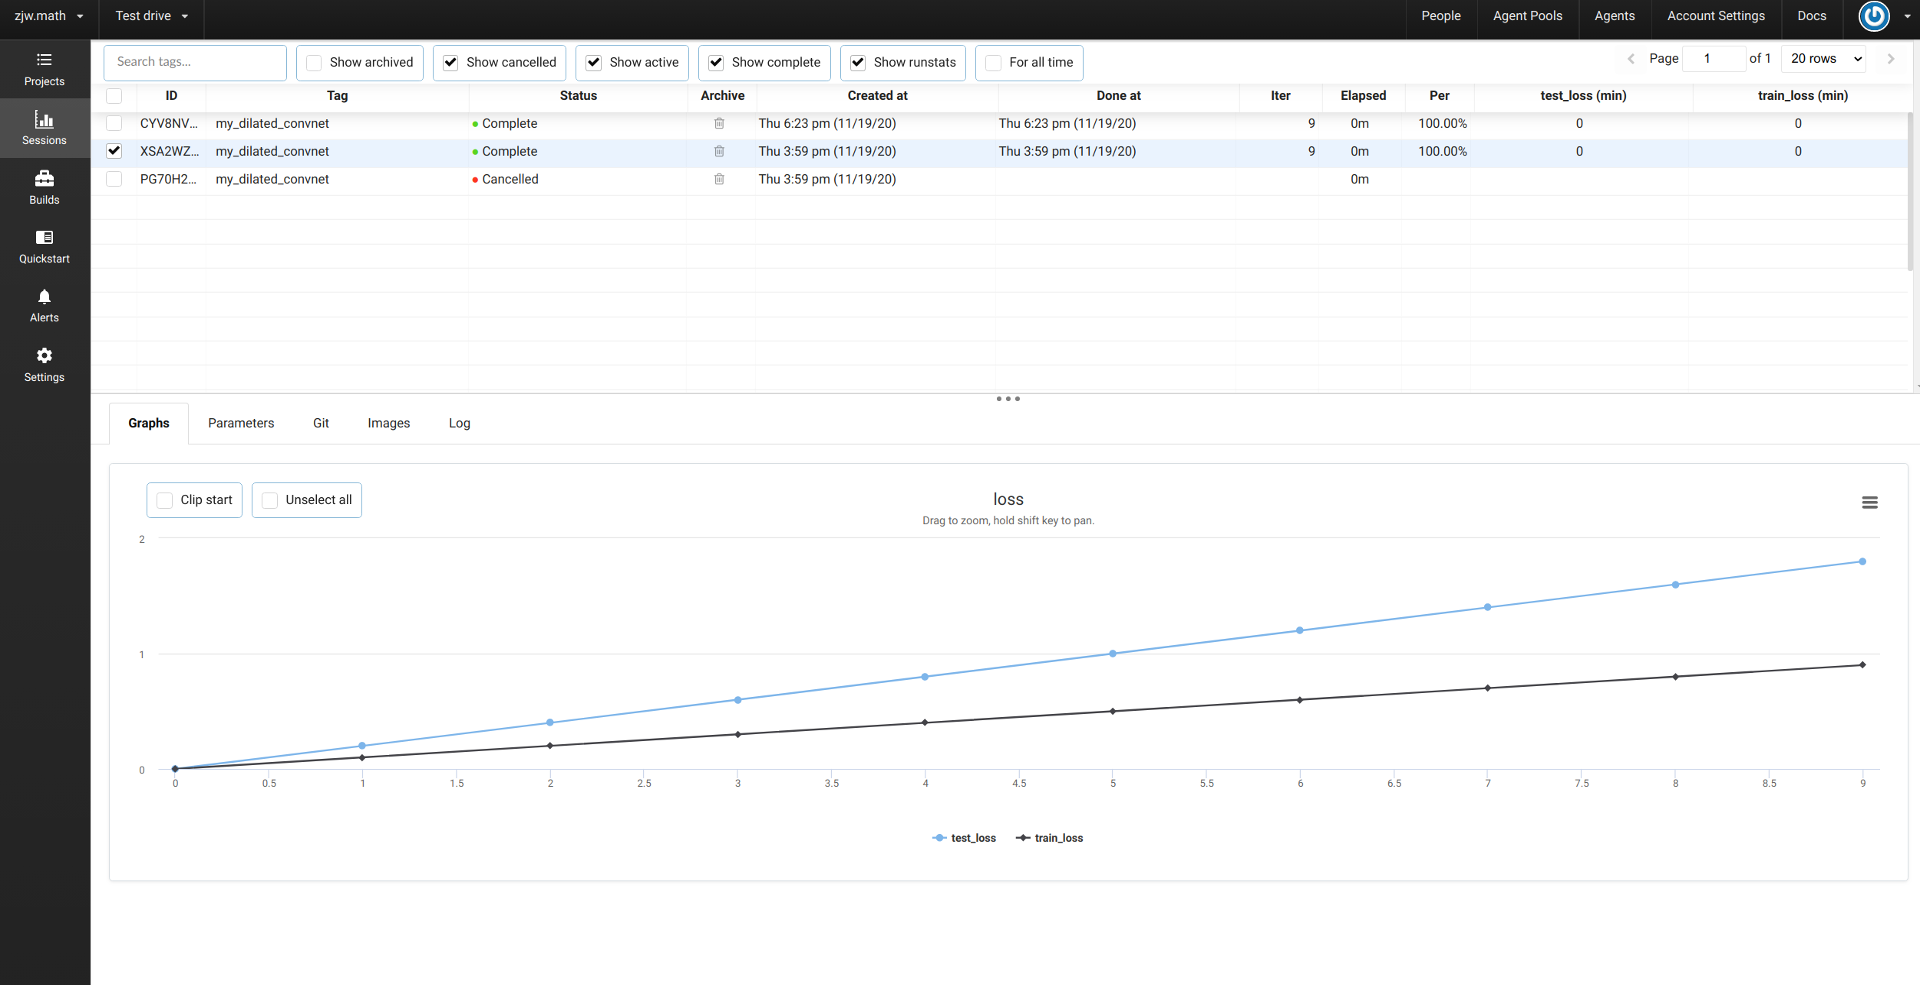 zjw.math Test drive People Agent Pools Agents Account Settings Docs
Projects
Sessions
Builds
Quickstart
Alerts
Settings
Search tags... Show archived Show cancelled Show active Show complete Show runstats For all time Page 1 of 1 20 rows
ID Tag Status Archive Created at Done at Iter Elapsed Per test_loss (min) train_loss (min)
CYV8NV... my_dilated_convnet Complete Thu 6:23 pm (11/19/20) Thu 6:23 pm (11/19/20) 9 0m 100.00% 0 0
XSA2WZ... my_dilated_convnet Complete Thu 3:59 pm (11/19/20) Thu 3:59 pm (11/19/20) 9 0m 100.00% 0 0
PG70H2... my_dilated_convnet Cancelled Thu 3:59 pm (11/19/20) 0m
Graphs Parameters Git Images Log
Clip start Unselect all
loss
Drag to zoom, hold shift key to pan.
2
1
0
0 0.5 1 1.5 2 2.5 3 3.5 4 4.5 5 5.5 6 6.5 7 7.5 8 8.5 9
test_loss train_loss